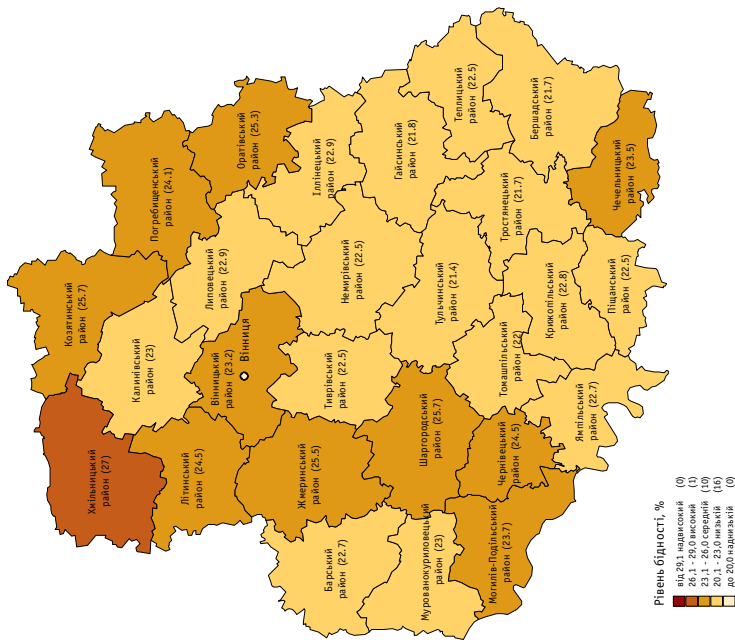 Хмільницький
район (27)
Козятинський
район (25.7)
Погребищенський
район (24.1)
Оратівський
район (25.3)
Калинівський
район (23)
Липовецький
район (22.9)
Іллінецький
район (22.9)
Гайсинський
район (21.8)
Теплицький
район (22.5)
Бершадський
район (21.7)
Літинський
район (24.5)
Вінницький
район (23.2)
Вінниця
Немирівський
район (22.5)
Тростянецький
район (21.7)
Чечельницький
район (23.5)
Жмеринський
район (25.5)
Тиврівський
район (22.5)
Тульчинський
район (21.4)
Барський
район (22.7)
Шаргородський
район (25.7)
Томашпільський
район (22)
Крижопільський
район (22.8)
Піщанський
район (22.5)
Мурованокуриловецький
район (23)
Чернівецький
район (24.5)
Ямпільський
район (22.7)
Могилів-Подільський
район (23.7)
Рівень бідності, %
від 29,1 надвисокий (0)
26,1 - 29,0 високий (1)
23,1 - 26,0 середній (10)
20,1 - 23,0 низькій (16)
до 20,0 наднизькій (0)